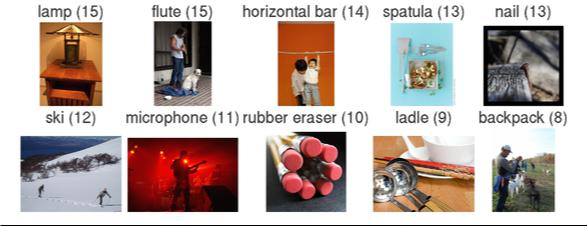 lamp (15) flute (15) horizontal bar (14) spatula (13) nail (13)
ski (12) microphone (11) rubber eraser (10) ladle (9) backpack (8)